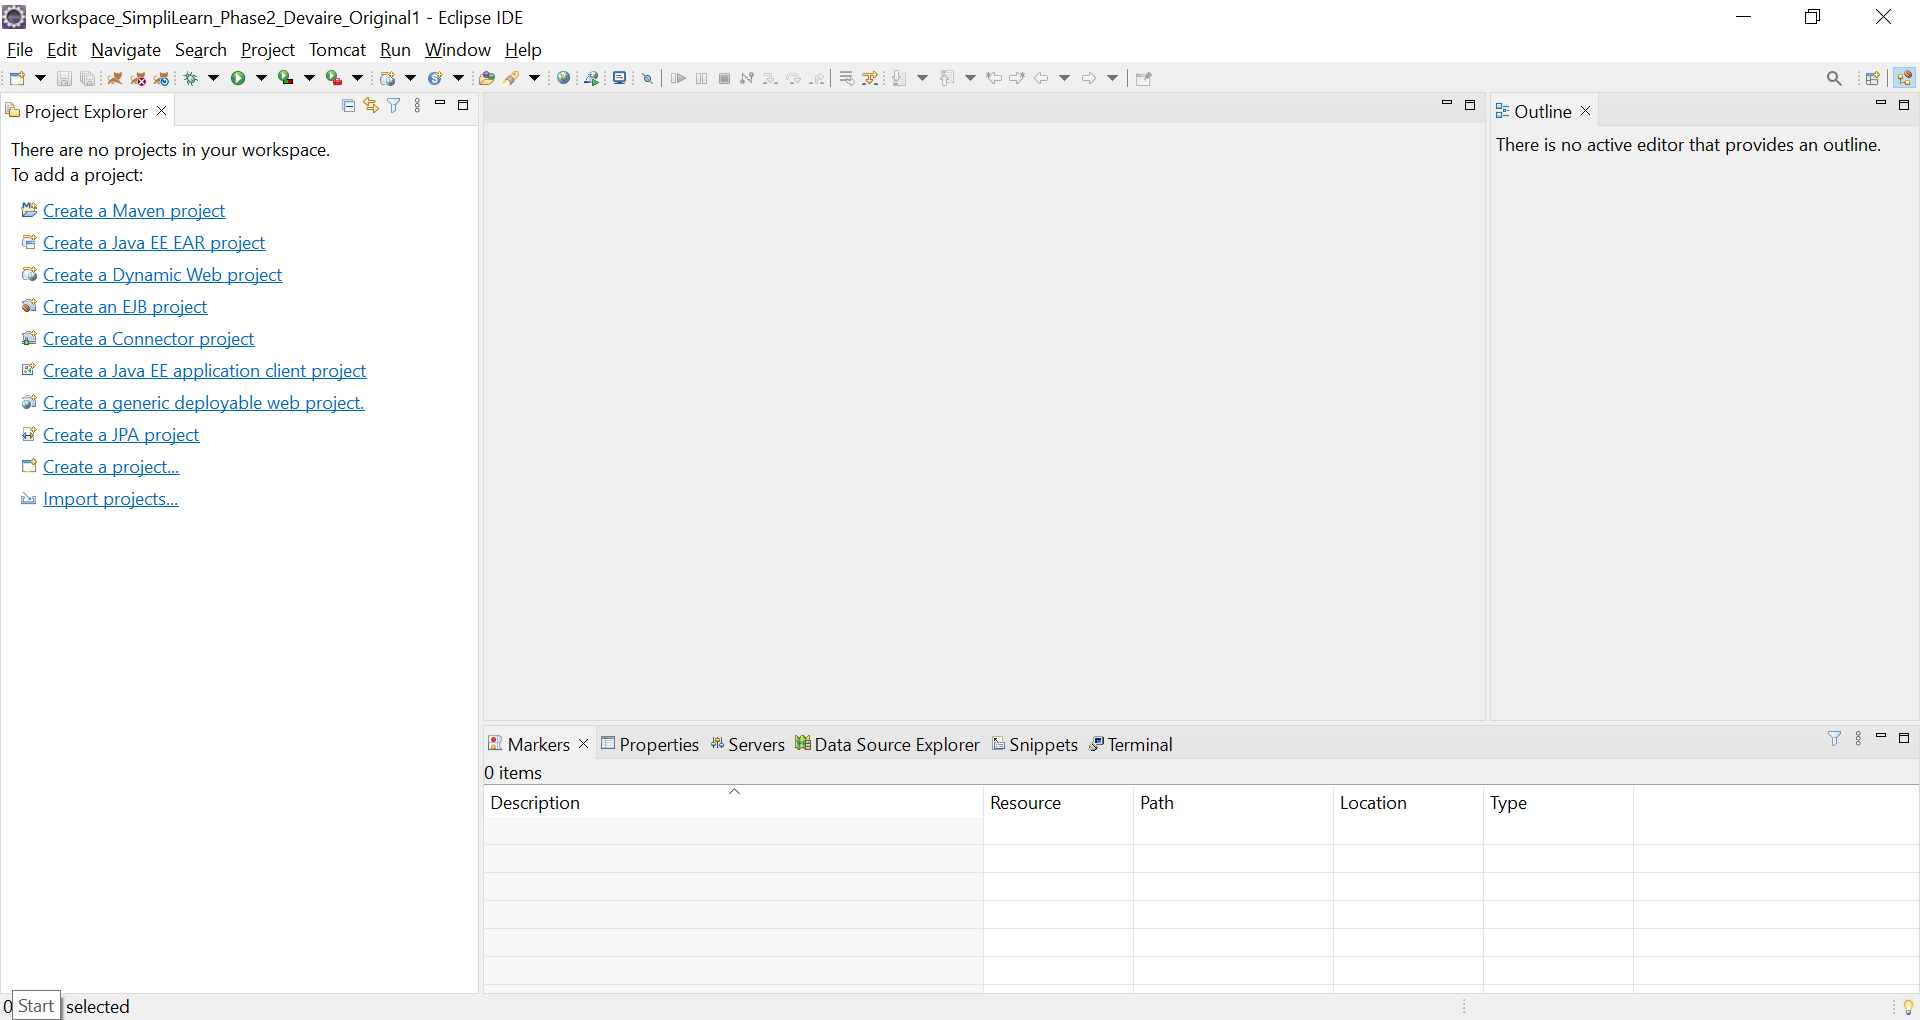 workspace_SimpliLearn_Phase2_Devaire_Original1 - Eclipse IDE
File Edit Navigate Search Project Tomcat Run Window Help
Project Explorer
There are no projects in your workspace.
To add a project:
Create a Maven project
Create a Java EE EAR project
Create a Dynamic Web project
Create an EJB project
Create a Connector project
Create a Java EE application client project
Create a generic deployable web project.
Create a JPA project
Create a project...
Import projects...
Outline
There is no active editor that provides an outline.
Markers Properties Servers Data Source Explorer Snippets Terminal
0 items
Description Resource Path Location Type
0 Start selected